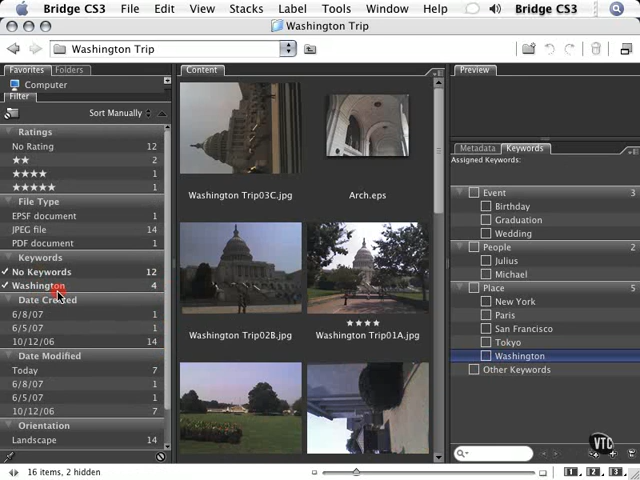 Bridge CS3 File Edit View Stacks Label Tools Window Help Bridge CS3
Washington Trip
Washington Trip
Favorites Folders
Computer
Filter
Sort Manually
Ratings
No Rating 12
★★ 2
★★★★ 1
★★★★★ 1
File Type
EPSF document 1
JPEG file 14
PDF document 1
Keywords
✓ No Keywords 12
✓ Washington 4
Date Created
6/8/07 1
6/5/07 1
10/12/06 14
Date Modified
Today 7
6/8/07 1
6/5/07 1
10/12/06 7
Orientation
Landscape 14
Content
Washington Trip03C.jpg
Arch.eps
Washington Trip02B.jpg
★★★★
Washington Trip01A.jpg
Preview
Metadata Keywords
Assigned Keywords:
Event 3
Birthday
Graduation
Wedding
People 2
Julius
Michael
Place 5
New York
Paris
San Francisco
Tokyo
Washington
Other Keywords
VTC
16 items, 2 hidden
1 2 3